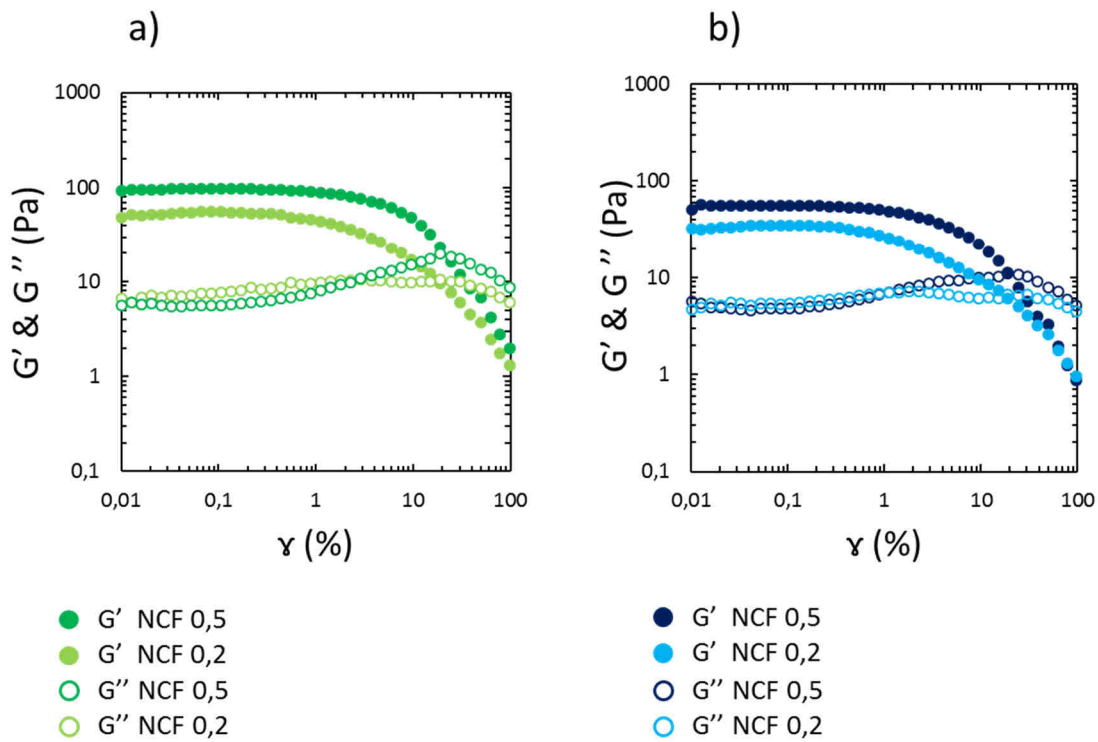 a)
1000
100
10
1
0,1
G' & G '' (Pa)
0,01
0,1
1
10
100
ɤ (%)
G'  NCF 0,5
G'  NCF 0,2
G'' NCF 0,5
G'' NCF 0,2
b)
1000
100
10
1
0,1
G' & G '' (Pa)
0,01
0,1
1
10
100
ɤ (%)
G'  NCF 0,5
G'  NCF 0,2
G'' NCF 0,5
G'' NCF 0,2